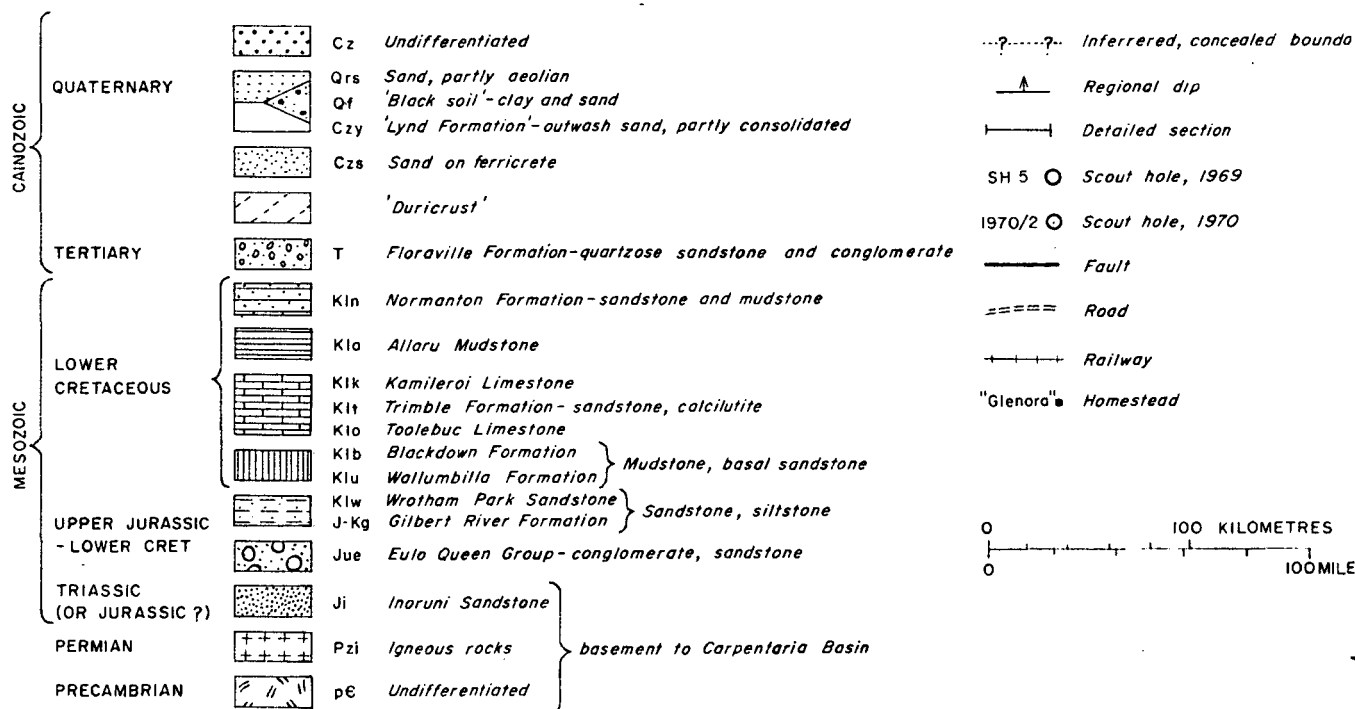 CAINOZOIC
QUATERNARY
Cz Undifferentiated
Qrs Sand, partly aeolian
Qf 'Black soil'-clay and sand
Czy 'Lynd Formation'-outwash sand, partly consolidated
Czs Sand on ferricrete
'Duricrust'
TERTIARY
T Floraville Formation-quartzose sandstone and conglomerate
MESOZOIC
LOWER
CRETACEOUS
Kln Normanton Formation-sandstone and mudstone
Kla Allaru Mudstone
Klk Kamileroi Limestone
Klt Trimble Formation-sandstone, calcilutite
Klo Toolebuc Limestone
Klb Blackdown Formation
Klu Wallumbilla Formation
Mudstone, basal sandstone
UPPER JURASSIC
- LOWER CRET
Klw Wrotham Park Sandstone
J-Kg Gilbert River Formation
Sandstone, siltstone
Jue Eulo Queen Group-conglomerate, sandstone
TRIASSIC
(OR JURASSIC ?)
Ji Inoruni Sandstone
PERMIAN
Pzi Igneous rocks
PRECAMBRIAN
p€ Undifferentiated
basement to Carpentaria Basin
? ? Inferrered, concealed bounda
Regional dip
Detailed section
SH 5 Scout hole, 1969
1970/2 Scout hole, 1970
Fault
Road
Railway
"Glenora" Homestead
0 100 KILOMETRES
0 100 MILE